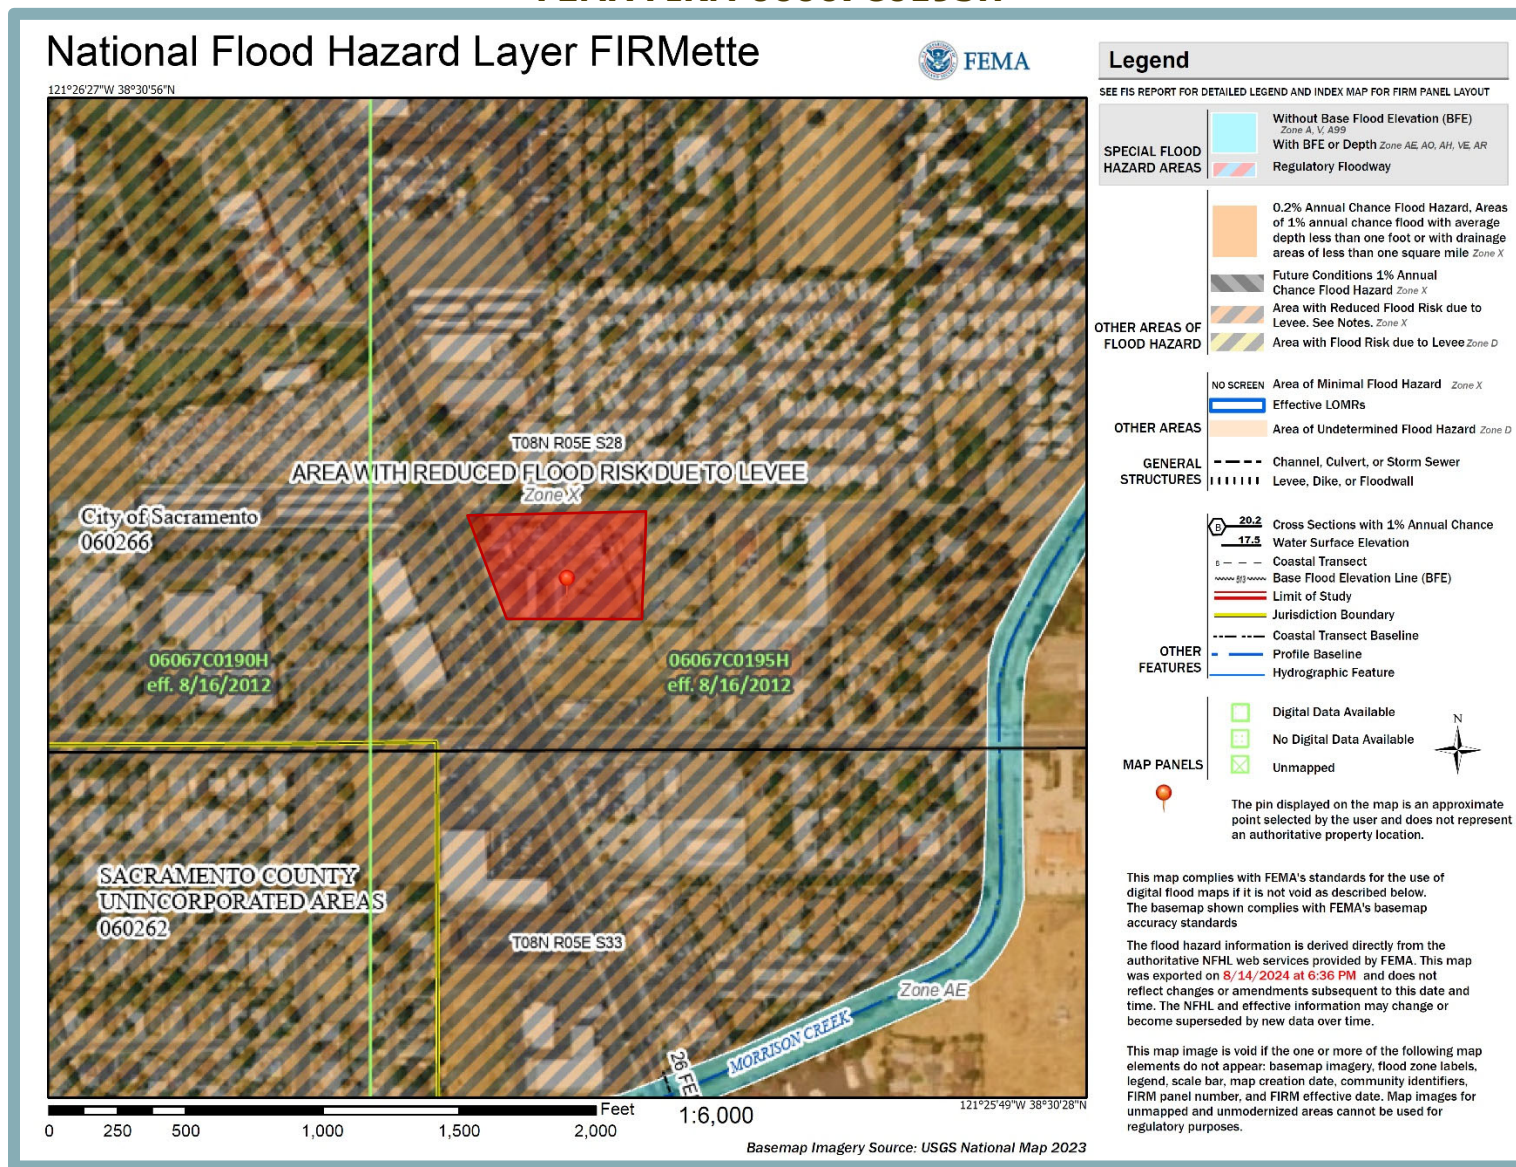 National Flood Hazard Layer FIRMette
FEMA
121°26'27"W 38°30'56"N
T08N R05E S28
AREA WITH REDUCED FLOOD RISK DUE TO LEVEE
Zone X
City of Sacramento
060266
06067C0190H
eff. 8/16/2012
06067C0195H
eff. 8/16/2012
SACRAMENTO COUNTY
UNINCORPORATED AREAS
060262
T08N R05E S33
Zone AE
MORRISON CREEK
26 FE
121°25'49"W 38°30'28"N
Feet
1:6,000
0 250 500 1,000 1,500 2,000
Basemap Imagery Source: USGS National Map 2023
Legend
SEE FIS REPORT FOR DETAILED LEGEND AND INDEX MAP FOR FIRM PANEL LAYOUT
SPECIAL FLOOD
HAZARD AREAS
Without Base Flood Elevation (BFE)
Zone A, V, A99
With BFE or Depth Zone AE, AO, AH, VE, AR
Regulatory Floodway
OTHER AREAS OF
FLOOD HAZARD
0.2% Annual Chance Flood Hazard, Areas
of 1% annual chance flood with average
depth less than one foot or with drainage
areas of less than one square mile Zone X
Future Conditions 1% Annual
Chance Flood Hazard Zone X
Area with Reduced Flood Risk due to
Levee. See Notes. Zone X
Area with Flood Risk due to Levee Zone D
OTHER AREAS
NO SCREEN Area of Minimal Flood Hazard Zone X
Effective LOMRs
Area of Undetermined Flood Hazard Zone D
GENERAL
STRUCTURES
Channel, Culvert, or Storm Sewer
Levee, Dike, or Floodwall
OTHER
FEATURES
B 20.2 Cross Sections with 1% Annual Chance
17.5 Water Surface Elevation
8 Coastal Transect
513 Base Flood Elevation Line (BFE)
Limit of Study
Jurisdiction Boundary
Coastal Transect Baseline
Profile Baseline
Hydrographic Feature
MAP PANELS
Digital Data Available
No Digital Data Available
Unmapped
N
The pin displayed on the map is an approximate
point selected by the user and does not represent
an authoritative property location.
This map complies with FEMA's standards for the use of
digital flood maps if it is not void as described below.
The basemap shown complies with FEMA's basemap
accuracy standards
The flood hazard information is derived directly from the
authoritative NFHL web services provided by FEMA. This map
was exported on 8/14/2024 at 6:36 PM and does not
reflect changes or amendments subsequent to this date and
time. The NFHL and effective information may change or
become superseded by new data over time.
This map image is void if the one or more of the following map
elements do not appear: basemap imagery, flood zone labels,
legend, scale bar, map creation date, community identifiers,
FIRM panel number, and FIRM effective date. Map images for
unmapped and unmodernized areas cannot be used for
regulatory purposes.